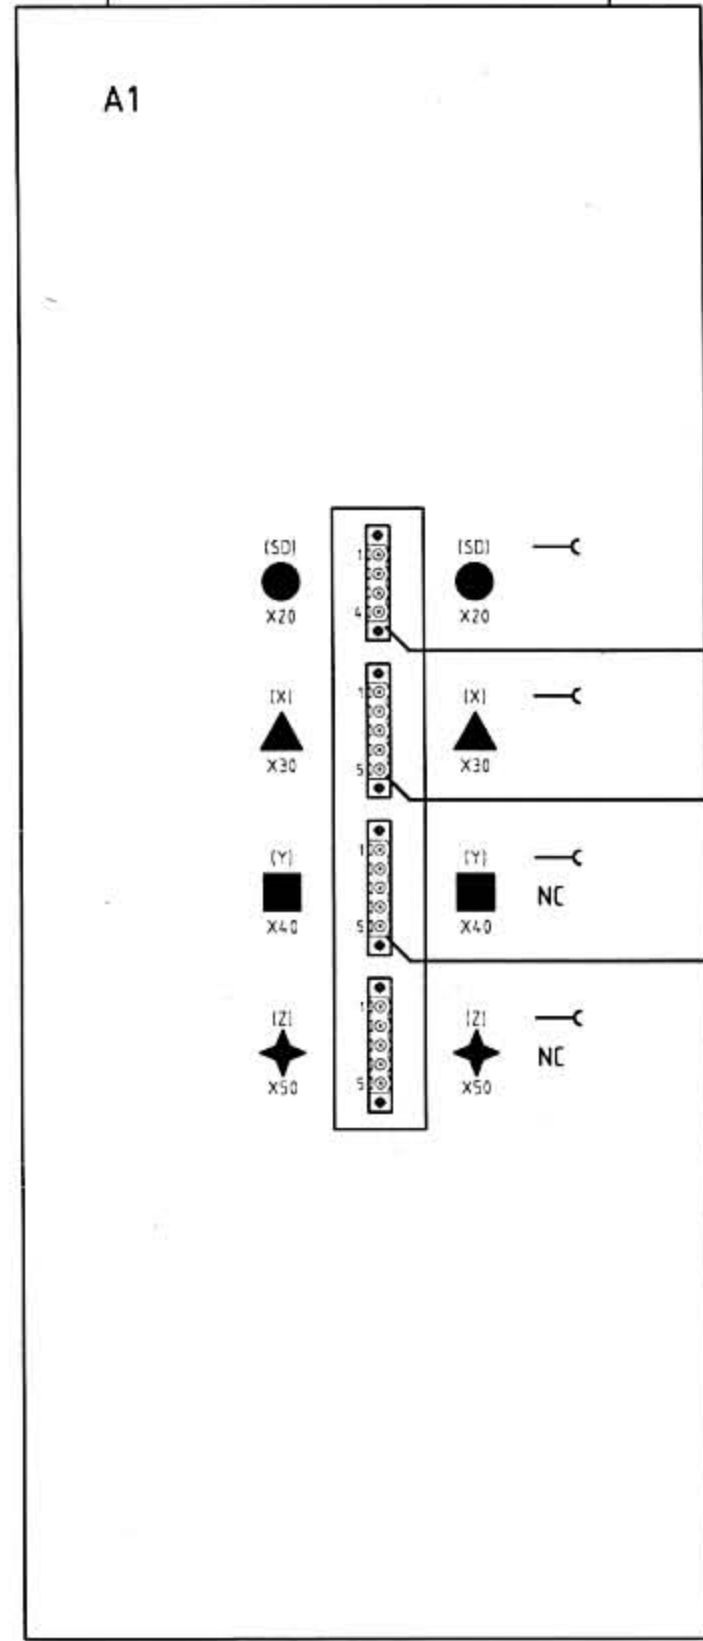 A1
(SD) 1 (SD)
X20 4 X20
(X) 1 (X)
X30 5 X30
(Y) 1 (Y)
NC
X40 5 X40
(Z) 1 (Z)
NC
X50 5 X50